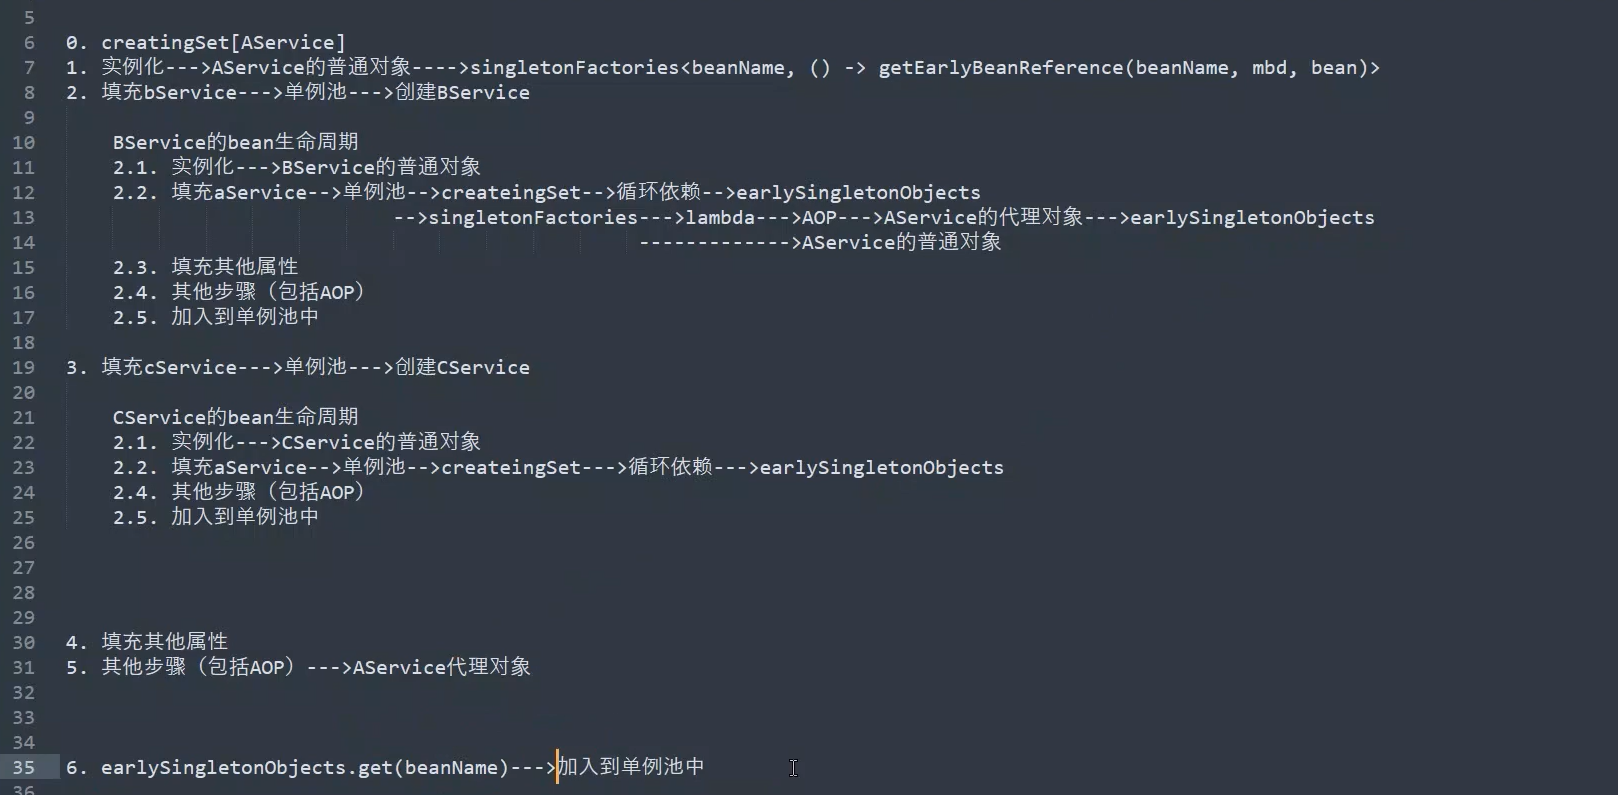 5
6 0. creatingSet[AService]
7 1. 实例化--->AService的普通对象---->singletonFactories<beanName, () -> getEarlyBeanReference(beanName, mbd, bean)>
8 2. 填充bService--->单例池--->创建BService
9
10 BService的bean生命周期
11 2.1. 实例化--->BService的普通对象
12 2.2. 填充aService-->单例池-->createingSet-->循环依赖-->earlySingletonObjects
13 -->singletonFactories--->lambda--->AOP--->AService的代理对象--->earlySingletonObjects
14 ------------->AService的普通对象
15 2.3. 填充其他属性
16 2.4. 其他步骤（包括AOP）
17 2.5. 加入到单例池中
18
19 3. 填充cService--->单例池--->创建CService
20
21 CService的bean生命周期
22 2.1. 实例化--->CService的普通对象
23 2.2. 填充aService-->单例池-->createingSet--->循环依赖--->earlySingletonObjects
24 2.4. 其他步骤（包括AOP）
25 2.5. 加入到单例池中
26
27
28
29
30 4. 填充其他属性
31 5. 其他步骤（包括AOP）--->AService代理对象
32
33
34
35 6. earlySingletonObjects.get(beanName)--->加入到单例池中
36